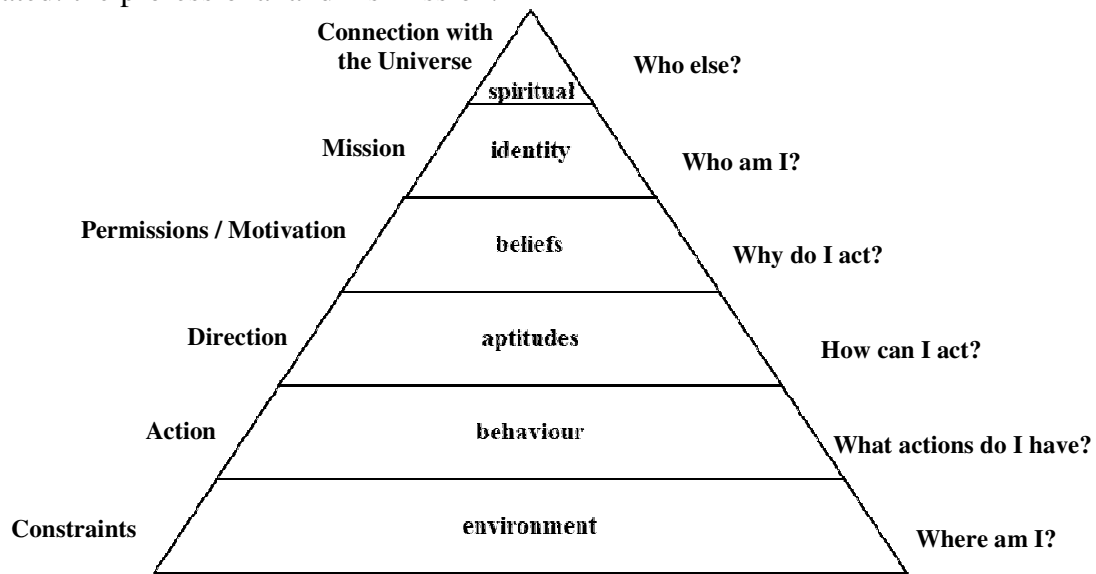 Connection with
the Universe
Who else?
spiritual
Mission
identity
Who am I?
Permissions / Motivation
beliefs
Why do I act?
Direction
aptitudes
How can I act?
Action
behaviour
What actions do I have?
Constraints
environment
Where am I?